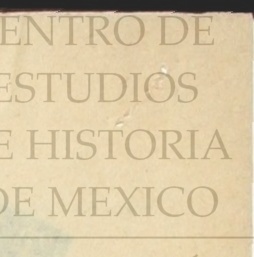 ENTRO DE
ESTUDIOS
E HISTORIA
DE MEXICO